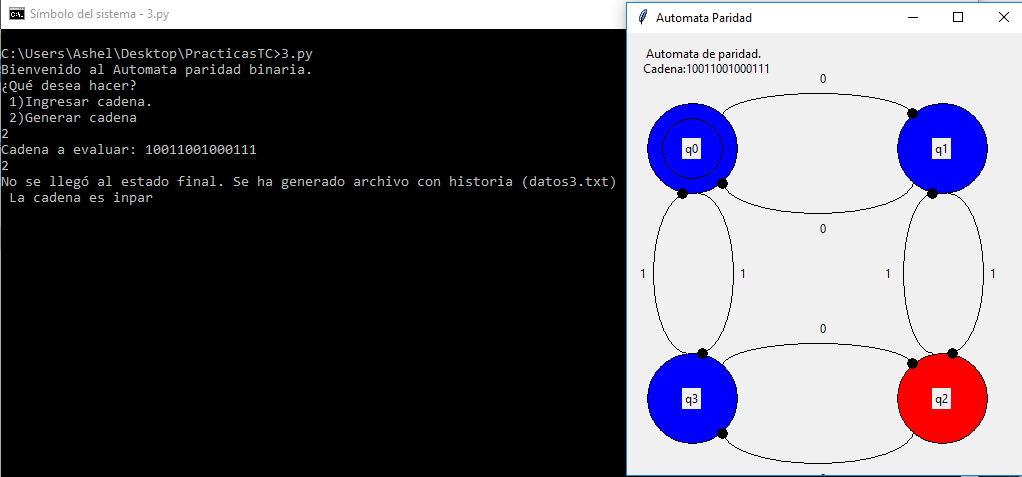 Símbolo del sistema - 3.py
C:\Users\Ashel\Desktop\PracticasTC>3.py
Bienvenido al Automata paridad binaria.
¿Qué desea hacer?
1)Ingresar cadena.
2)Generar cadena
2
Cadena a evaluar: 10011001000111
2
No se llegó al estado final. Se ha generado archivo con historia (datos3.txt)
La cadena es inpar
Automata Paridad
Automata de paridad.
Cadena:10011001000111
0
q0
q1
0
1
1
1
1
0
q3
q2